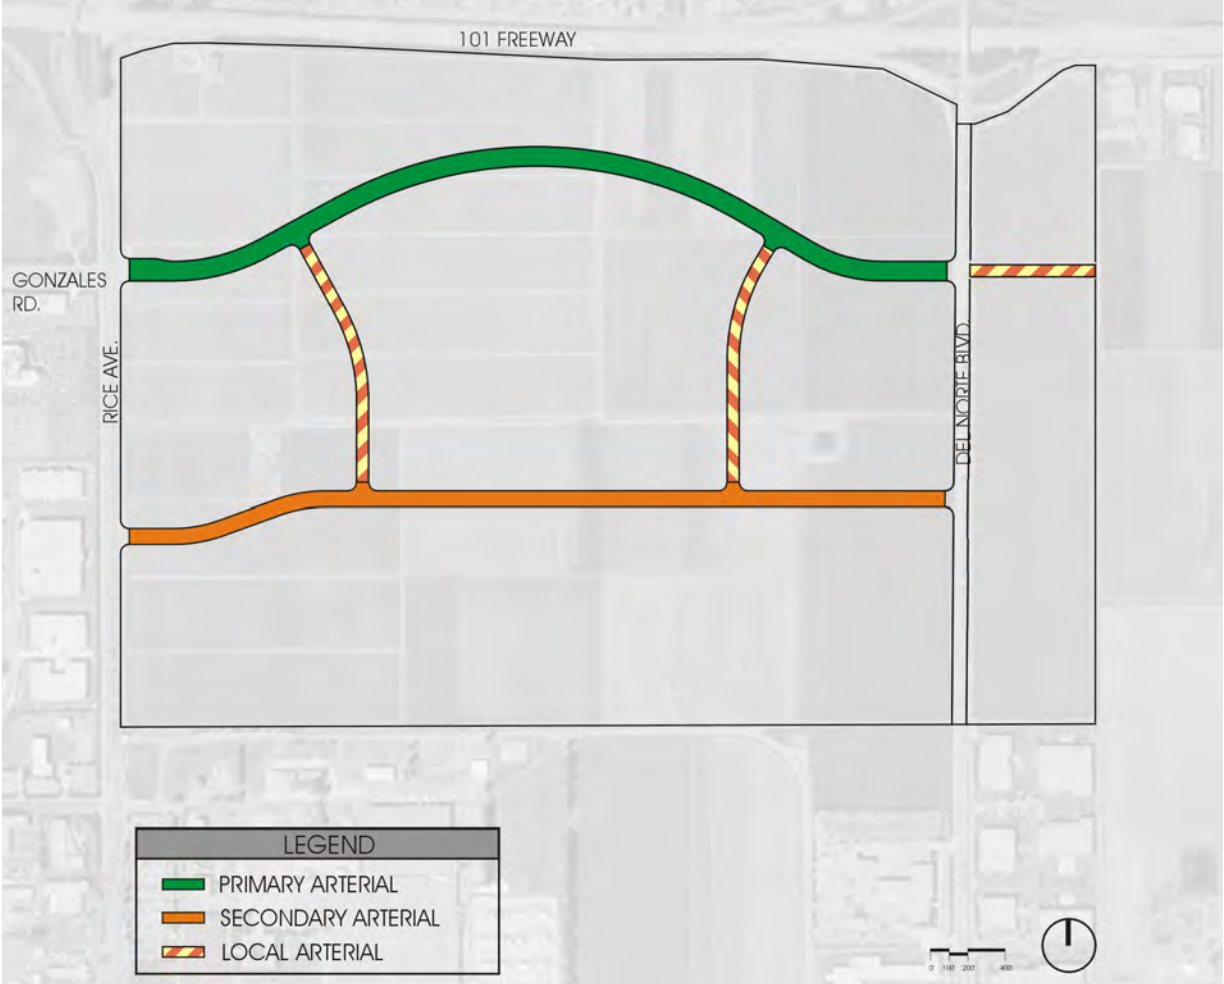 101 FREEWAY
GONZALES
RD.
RICE AVE.
DEL NORTE BLVD.
LEGEND
PRIMARY ARTERIAL
SECONDARY ARTERIAL
LOCAL ARTERIAL
0 100 200 400